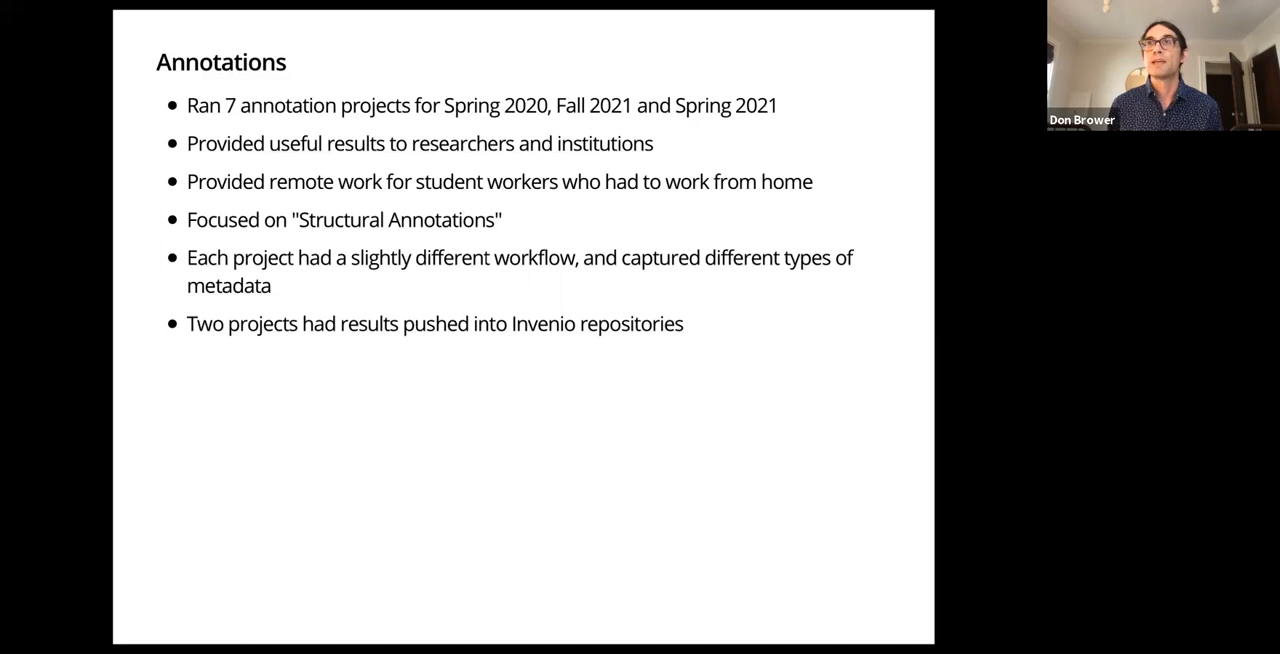 Annotations
Ran 7 annotation projects for Spring 2020, Fall 2021 and Spring 2021
Provided useful results to researchers and institutions
Provided remote work for student workers who had to work from home
Focused on "Structural Annotations"
Each project had a slightly different workflow, and captured different types of
metadata
Two projects had results pushed into Invenio repositories
Don Brower